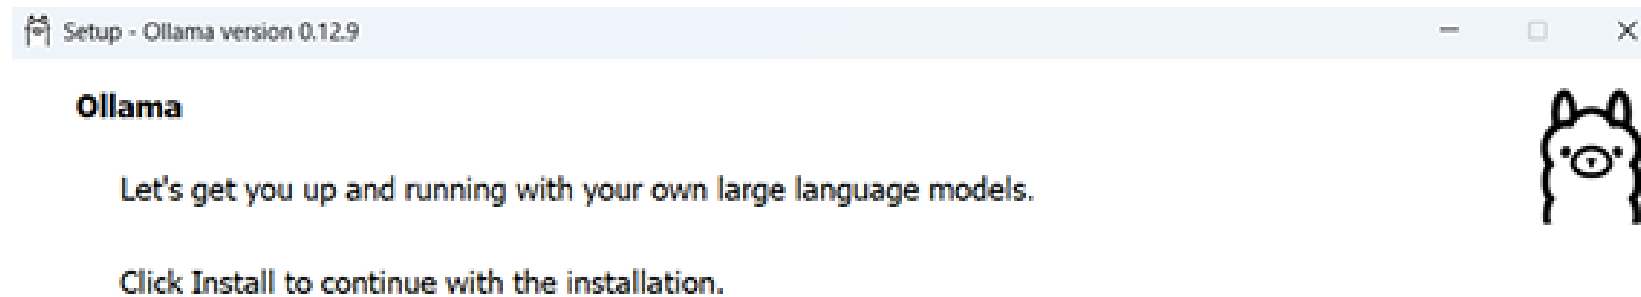 Setup - Ollama version 0.12.9
Ollama
Let's get you up and running with your own large language models.
Click Install to continue with the installation.